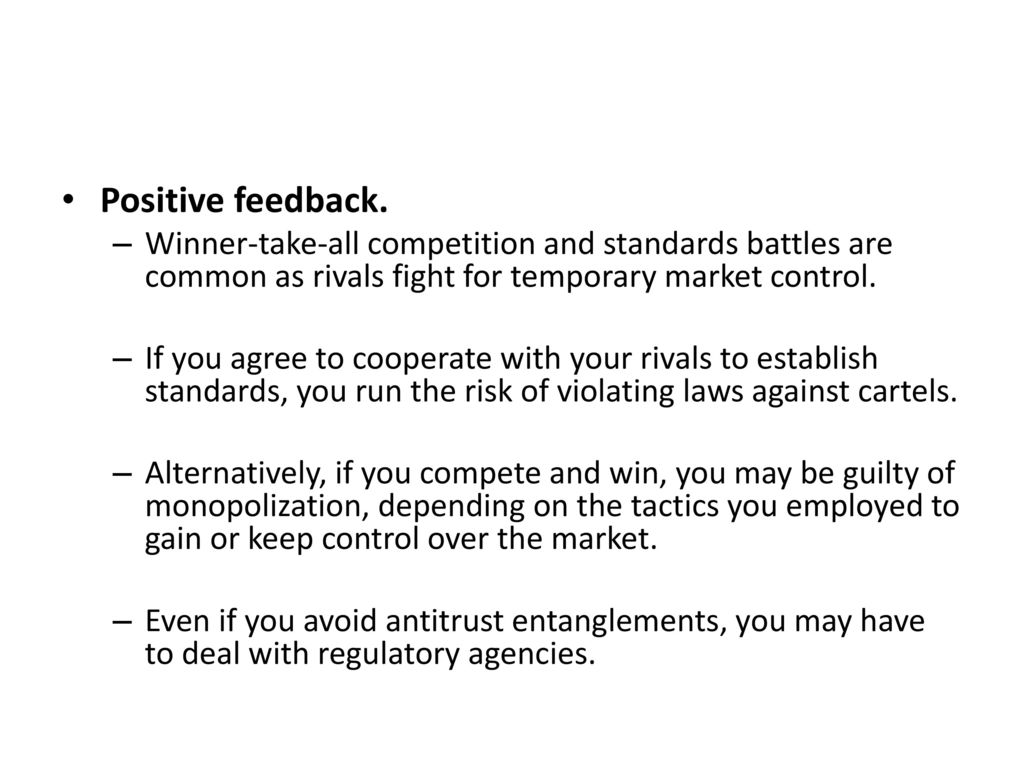 • Positive feedback.
– Winner-take-all competition and standards battles are
common as rivals fight for temporary market control.
– If you agree to cooperate with your rivals to establish
standards, you run the risk of violating laws against cartels.
– Alternatively, if you compete and win, you may be guilty of
monopolization, depending on the tactics you employed to
gain or keep control over the market.
– Even if you avoid antitrust entanglements, you may have
to deal with regulatory agencies.